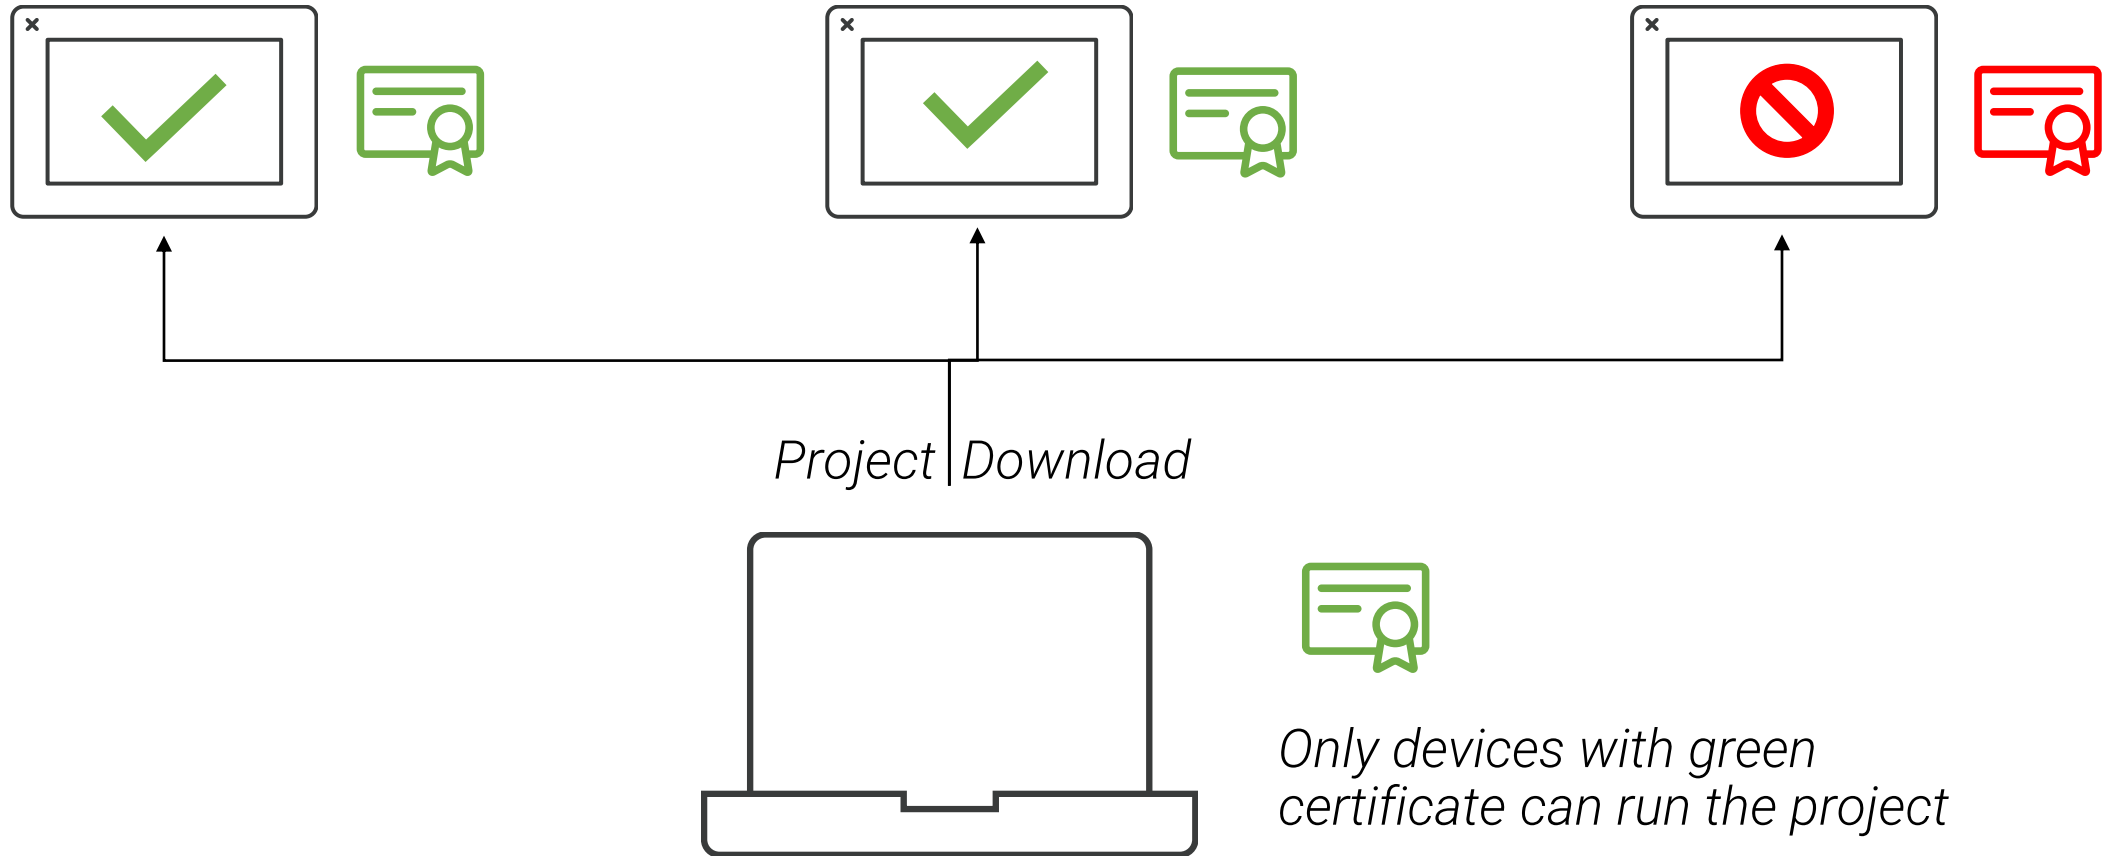 Project Download
Only devices with green
certificate can run the project